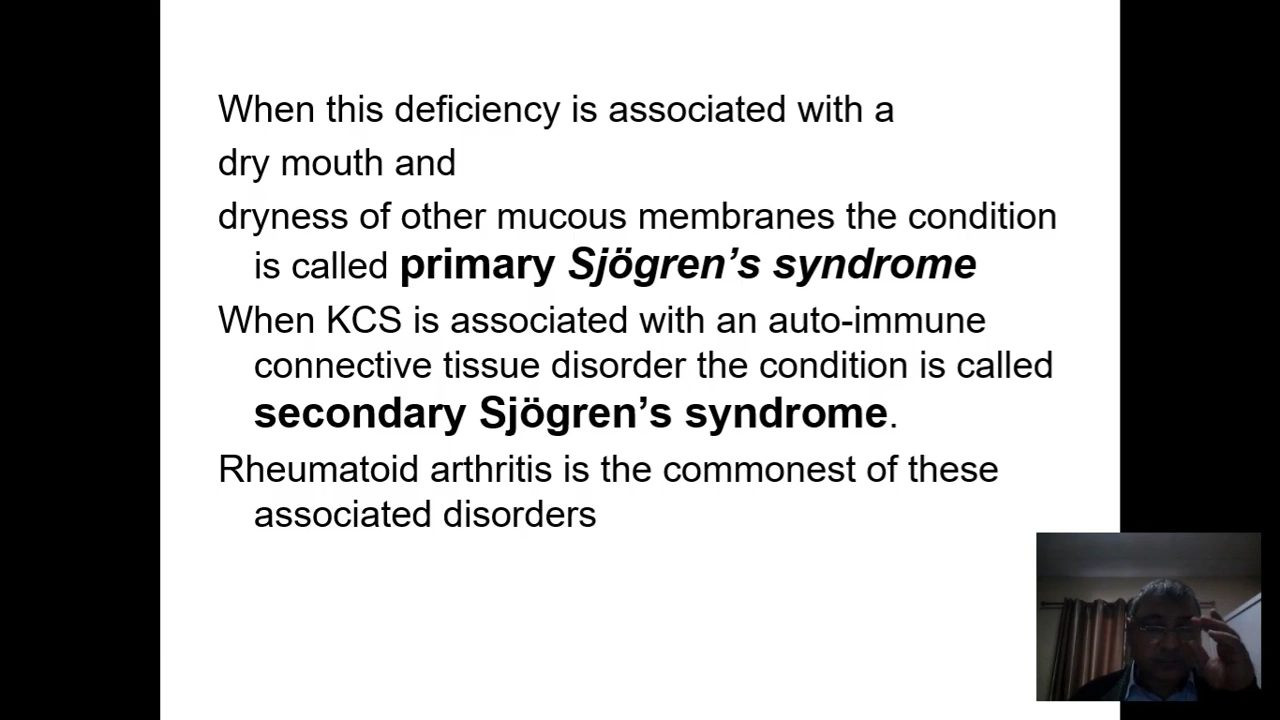 When this deficiency is associated with a
dry mouth and
dryness of other mucous membranes the condition
is called primary Sjögren’s syndrome
When KCS is associated with an auto-immune
connective tissue disorder the condition is called
secondary Sjögren’s syndrome.
Rheumatoid arthritis is the commonest of these
associated disorders